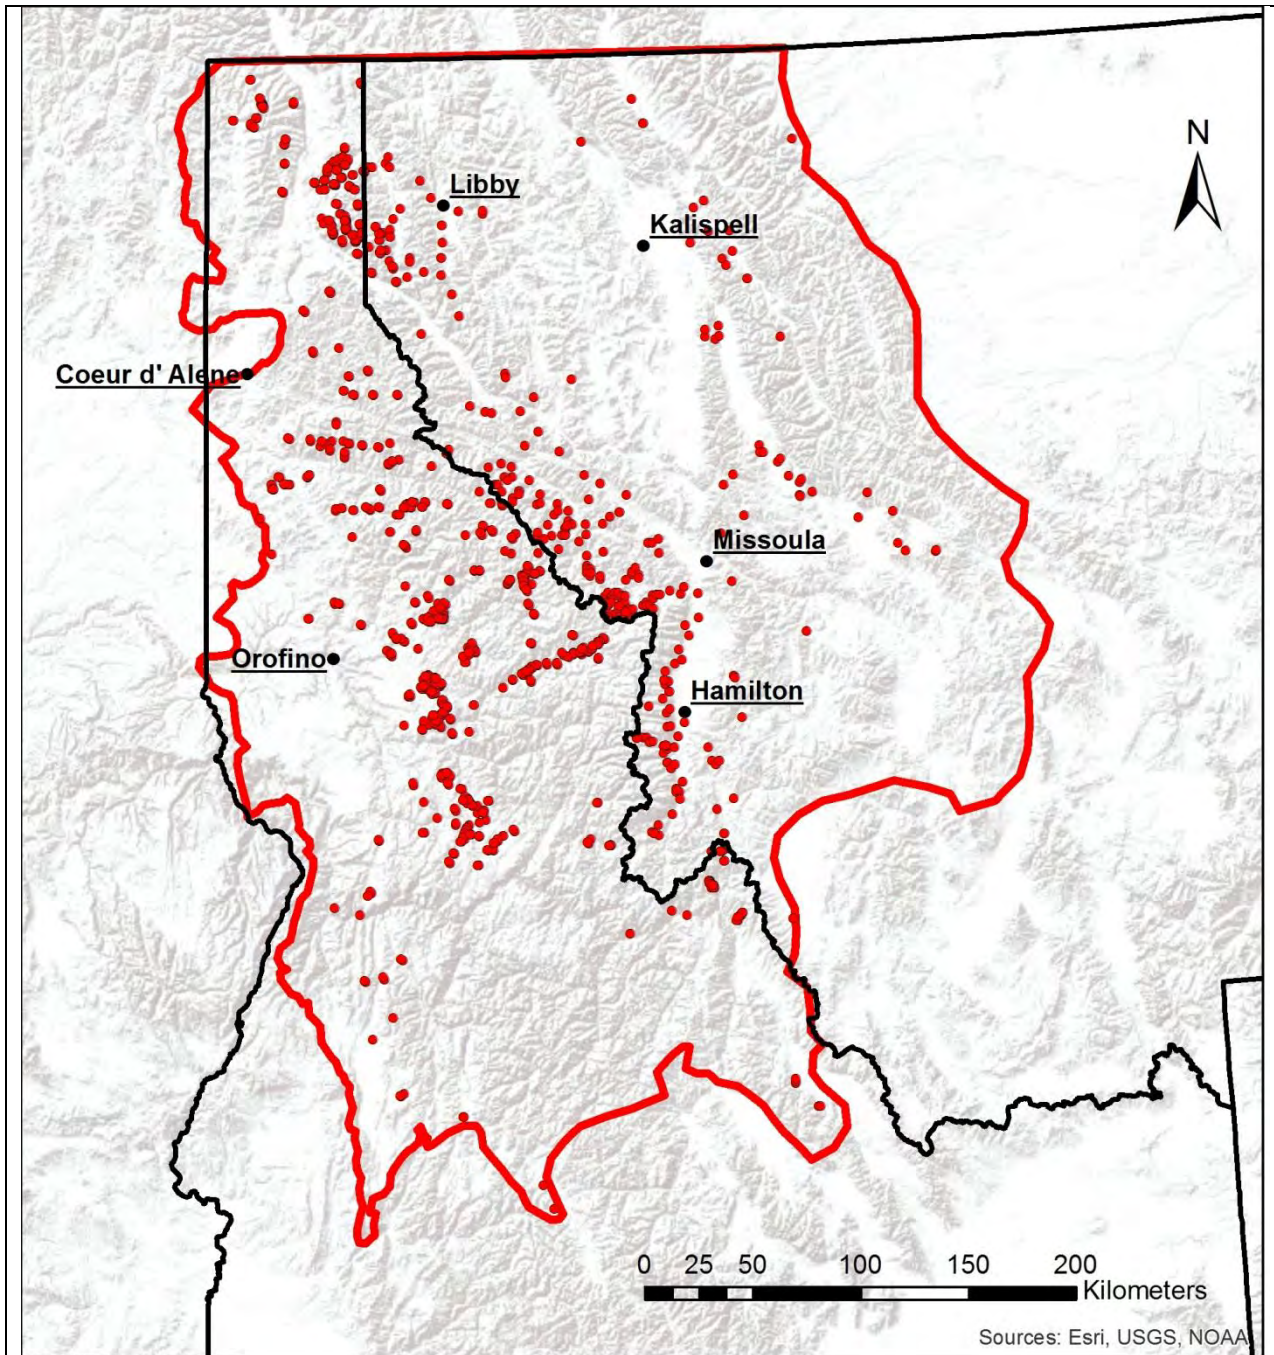 N
Libby
Kalispell
Coeur d' Alene
Missoula
Orofino
Hamilton
0 25 50 100 150 200
Kilometers
Sources: Esri, USGS, NOAA